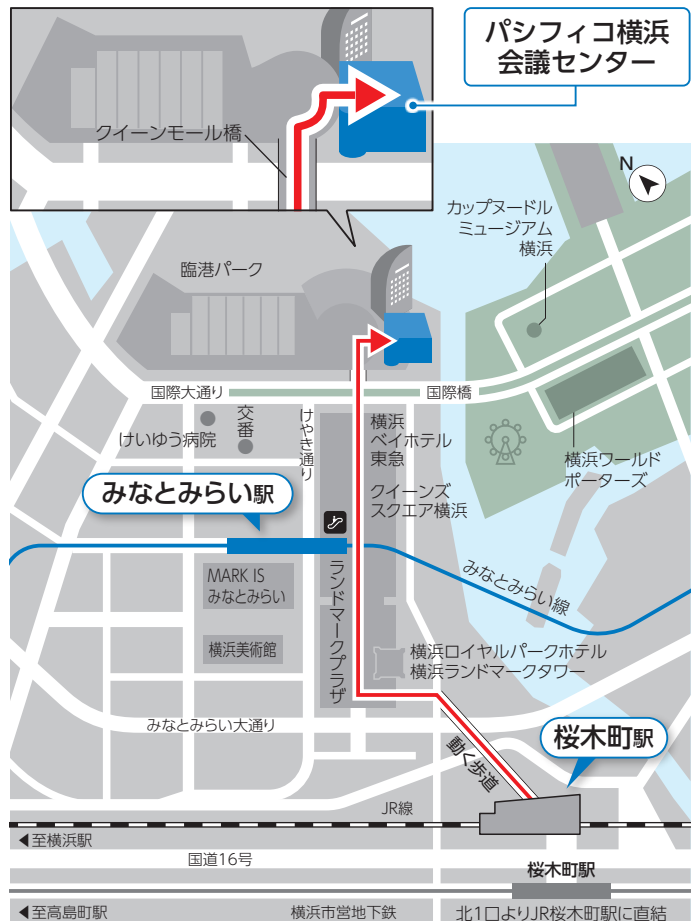 パシフィコ横浜
会議センター
クイーンモール橋
N
カップヌードル
ミュージアム
横浜
臨港パーク
国際大通り
国際橋
けいゆう病院
交番
けやき通り
横浜
ベイホテル
東急
クイーンズ
スクエア横浜
横浜ワールド
ポーターズ
みなとみらい駅
みなとみらい線
MARK IS
みなとみらい
ランドマークプラザ
横浜美術館
横浜ロイヤルパークホテル
横浜ランドマークタワー
みなとみらい大通り
動く歩道
桜木町駅
JR線
◀至横浜駅
国道16号
桜木町駅
◀至高島町駅
横浜市営地下鉄
北1口よりJR桜木町駅に直結